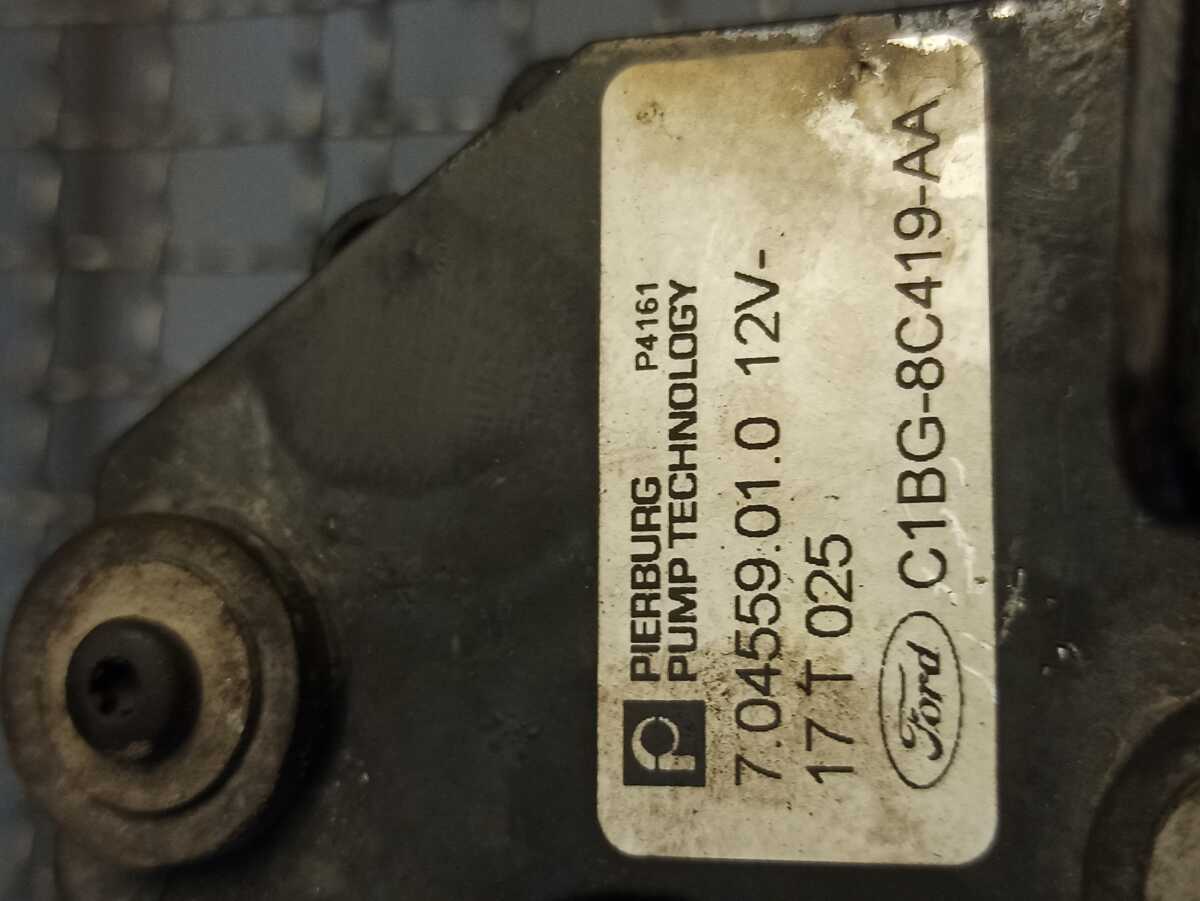 P4161
PIERBURG
PUMP TECHNOLOGY
7.04559.01.0 12V-
17 T 025
Ford C1BG-8C419-AA